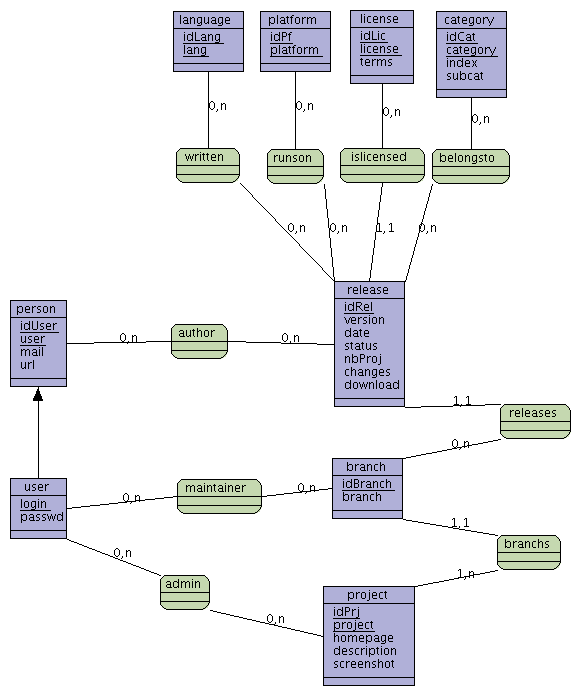 language platform license category
idLang idPf idLic idCat
lang platform license category
terms index
subcat
0,n 0,n 0,n 0,n
written runson islicensed belongsto
0,n 0,n 1,1 0,n
release
person idRel
idUser version
user author date
0,n 0,n
mail status
url nbProj
changes
download
1,1
releases
0,n
user branch
login maintainer idBranch
passwd branch
0,n 0,n
1,1
branchs
0,n 1,n
admin project
idPrj
0,n project
homepage
description
screenshot